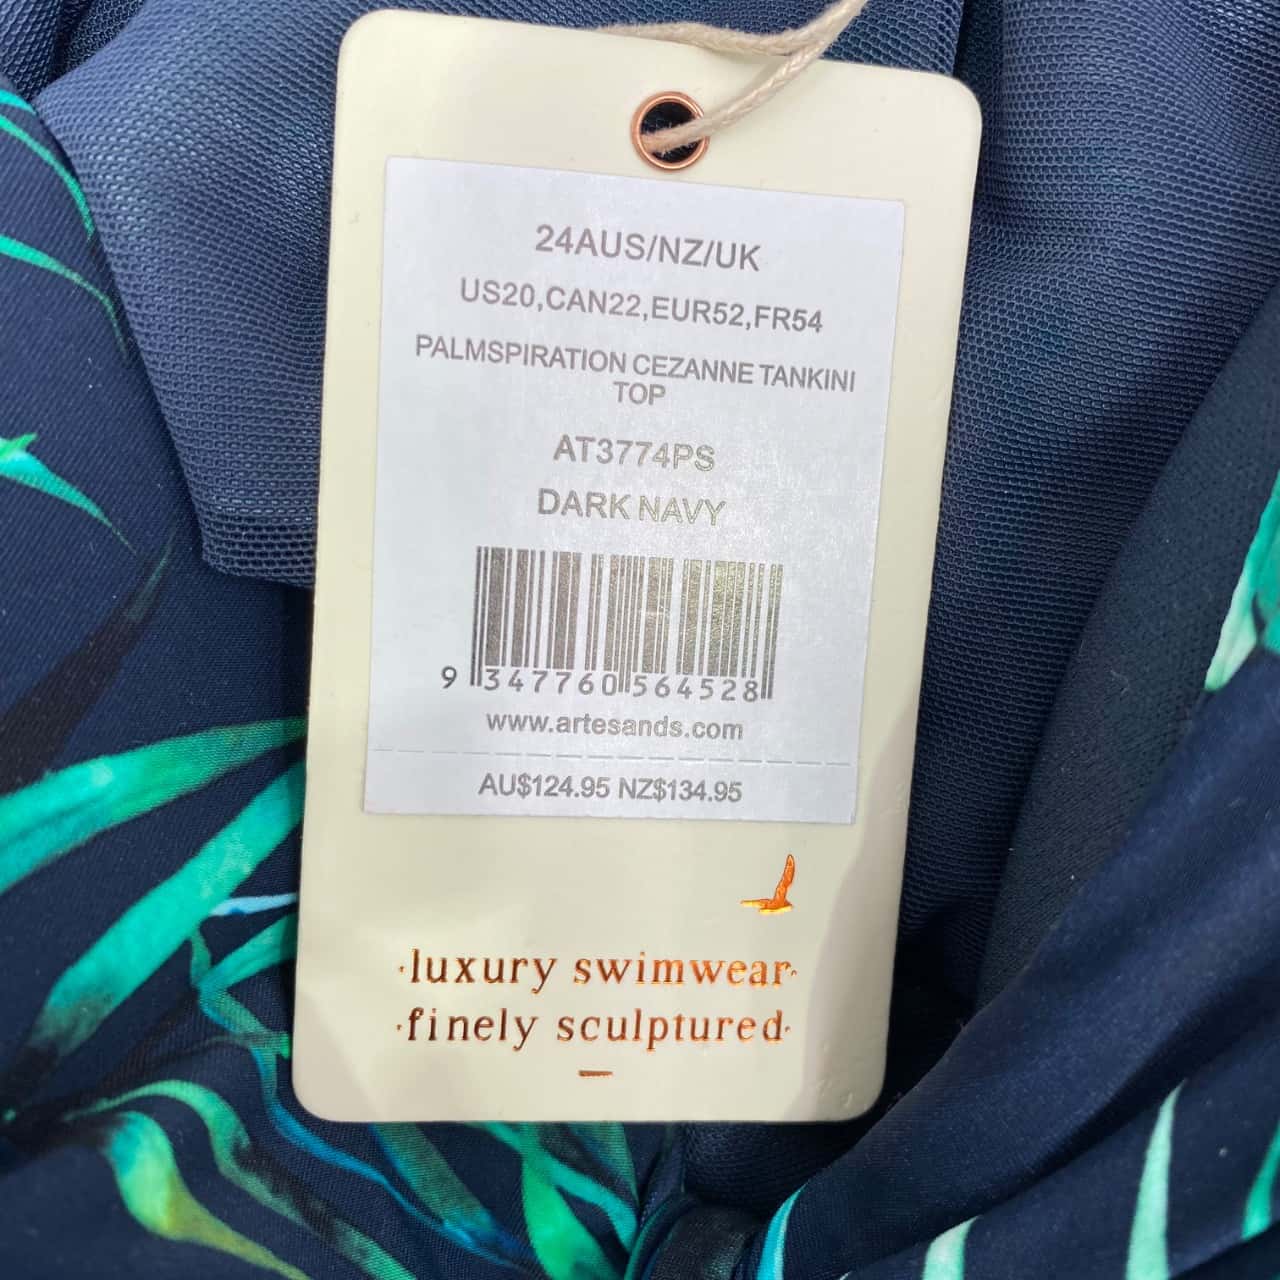 24AUS/NZ/UK
US20,CAN22,EUR52,FR54
PALMSPIRATION CEZANNE TANKINI
TOP
AT3774PS
DARK NAVY
9 347760 564528
www.artesands.com
AU$124.95 NZ$134.95
·luxury swimwear·
·finely sculptured·